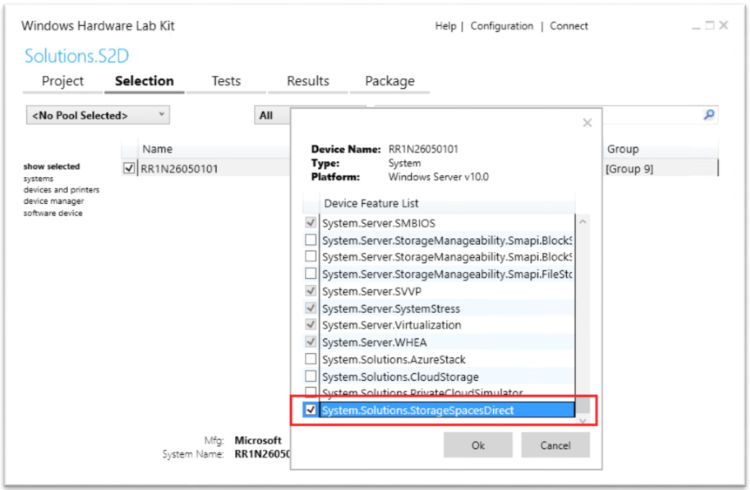 Windows Hardware Lab Kit
Help | Configuration | Connect
Solutions.S2D
Project Selection Tests Results Package
<No Pool Selected>
All
Name
Group
RR1N26050101
[Group 9]
show selected
systems
devices and printers
device manager
software device
Device Name: RR1N26050101
Type: System
Platform: Windows Server v10.0
Device Feature List
System.Server.SMBIOS
System.Server.StorageManageability.Smapi.BlockS
System.Server.StorageManageability.Smapi.BlockS
System.Server.StorageManageability.Smapi.FileSto
System.Server.SVVP
System.Server.SystemStress
System.Server.Virtualization
System.Server.WHEA
System.Solutions.AzureStack
System.Solutions.CloudStorage
System.Solutions.PrivateCloudSimulator
System.Solutions.StorageSpacesDirect
Ok Cancel
Mfg: Microsoft
System Name: RR1N26050